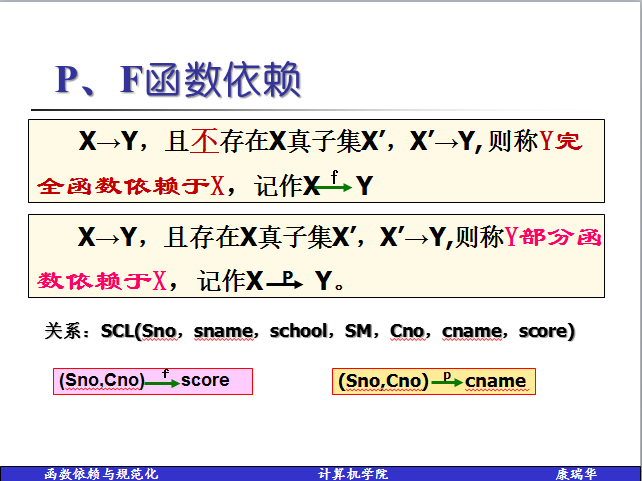 P、F函数依赖
X→Y，且不存在X真子集X’，X’→Y, 则称Y完
全函数依赖于X，记作X f→ Y
X→Y，且存在X真子集X’，X’→Y,则称Y部分函
数依赖于X，记作X P→ Y。
关系：SCL(Sno，sname，school，SM，Cno，cname，score)
(Sno,Cno) f→ score
(Sno,Cno) p→ cname
函数依赖与规范化 计算机学院 康瑞华